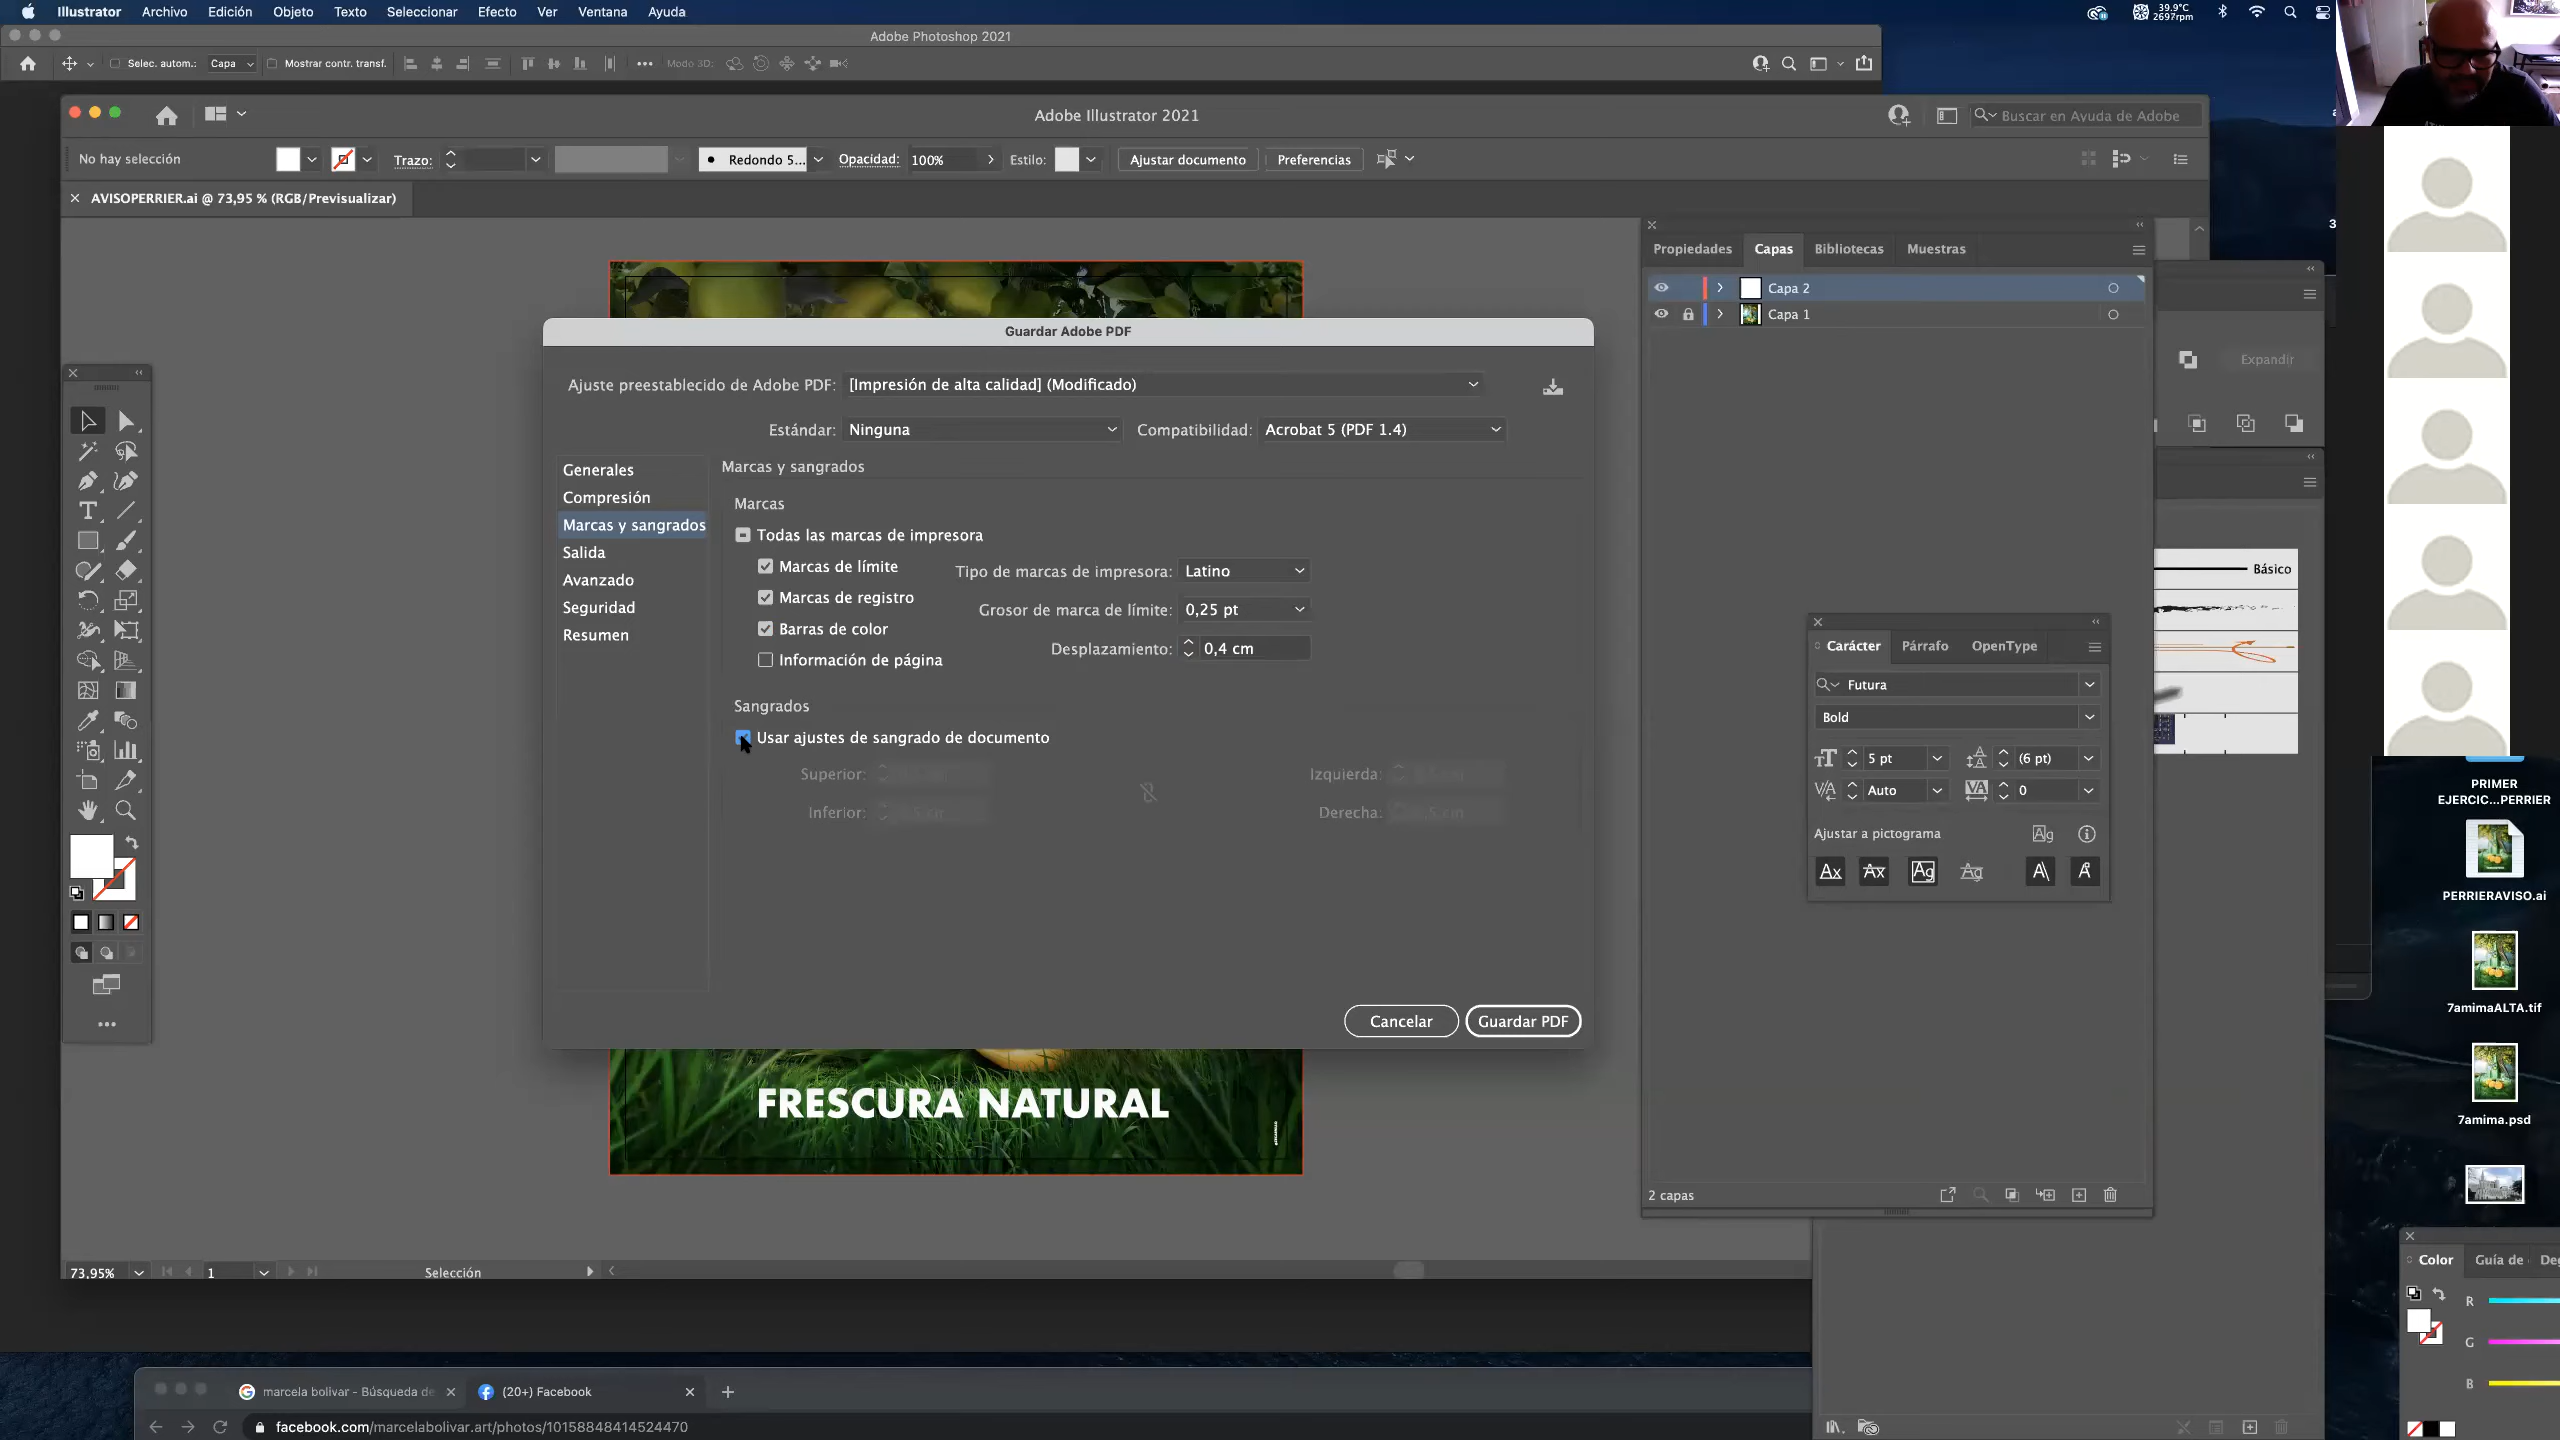 Illustrator Archivo Edición Objeto Texto Seleccionar Efecto Ver Ventana Ayuda
39.9°C
2697rpm
Adobe Photoshop 2021
Selec. autom.: Capa Mostrar contr. transf. Modo 3D:
Adobe Illustrator 2021
Buscar en Ayuda de Adobe
No hay selección Trazo: Redondo 5... Opacidad: 100% Estilo: Ajustar documento Preferencias
AVISOPERRIER.ai @ 73,95 % (RGB/Previsualizar)
Propiedades Capas Bibliotecas Muestras
Capa 2
Capa 1
Expandir
Guardar Adobe PDF
Ajuste preestablecido de Adobe PDF: [Impresión de alta calidad] (Modificado)
Estándar: Ninguna Compatibilidad: Acrobat 5 (PDF 1.4)
Generales
Compresión
Marcas y sangrados
Salida
Avanzado
Seguridad
Resumen
Marcas y sangrados
Marcas
Todas las marcas de impresora
Marcas de límite Tipo de marcas de impresora: Latino
Marcas de registro Grosor de marca de límite: 0,25 pt
Barras de color
Información de página Desplazamiento: 0,4 cm
Sangrados
Usar ajustes de sangrado de documento
Superior: Izquierda:
Inferior: Derecha:
Cancelar Guardar PDF
Básico
Carácter Párrafo OpenType
Futura
Bold
5 pt (6 pt)
Auto 0
Ajustar a pictograma
PRIMER
EJERCIC...PERRIER
PERRIERAVISO.ai
7amimaALTA.tif
7amima.psd
FRESCURA NATURAL
2 capas
73,95% 1 Selección
Color Guía de
R
G
B
marcela bolivar - Búsqueda de (20+) Facebook
facebook.com/marcelabolivar.art/photos/10158848414524470